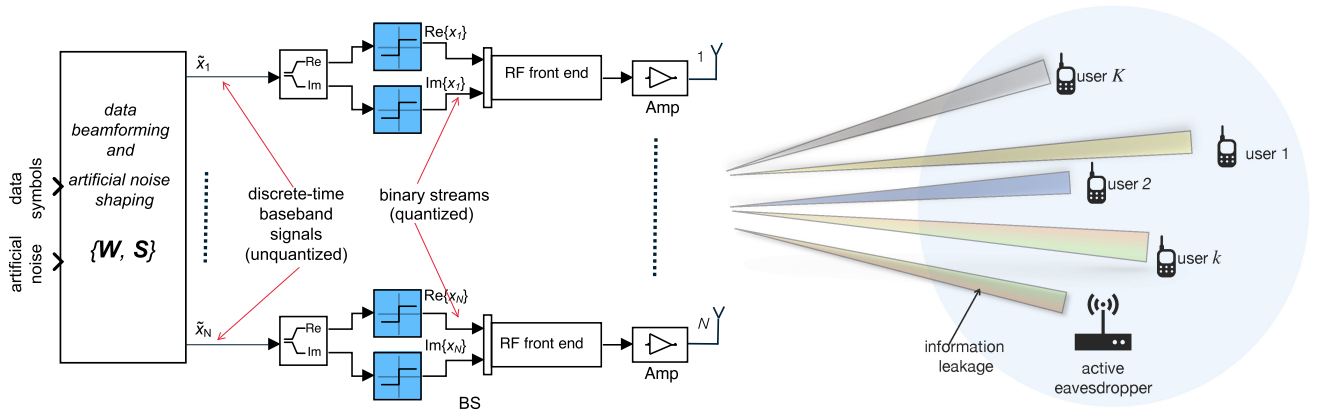 data
symbols
artificial
noise
data
beamforming
and
artificial noise
shaping
{W, S}
x̃1
x̃N
Re
Im
Re
Im
discrete-time
baseband
signals
(unquantized)
Re{x1}
Im{x1}
binary streams
(quantized)
Re{xN}
Im{xN}
RF front end
RF front end
BS
Amp
1
Amp
N
user K
user 1
user 2
user k
information
leakage
active
eavesdropper